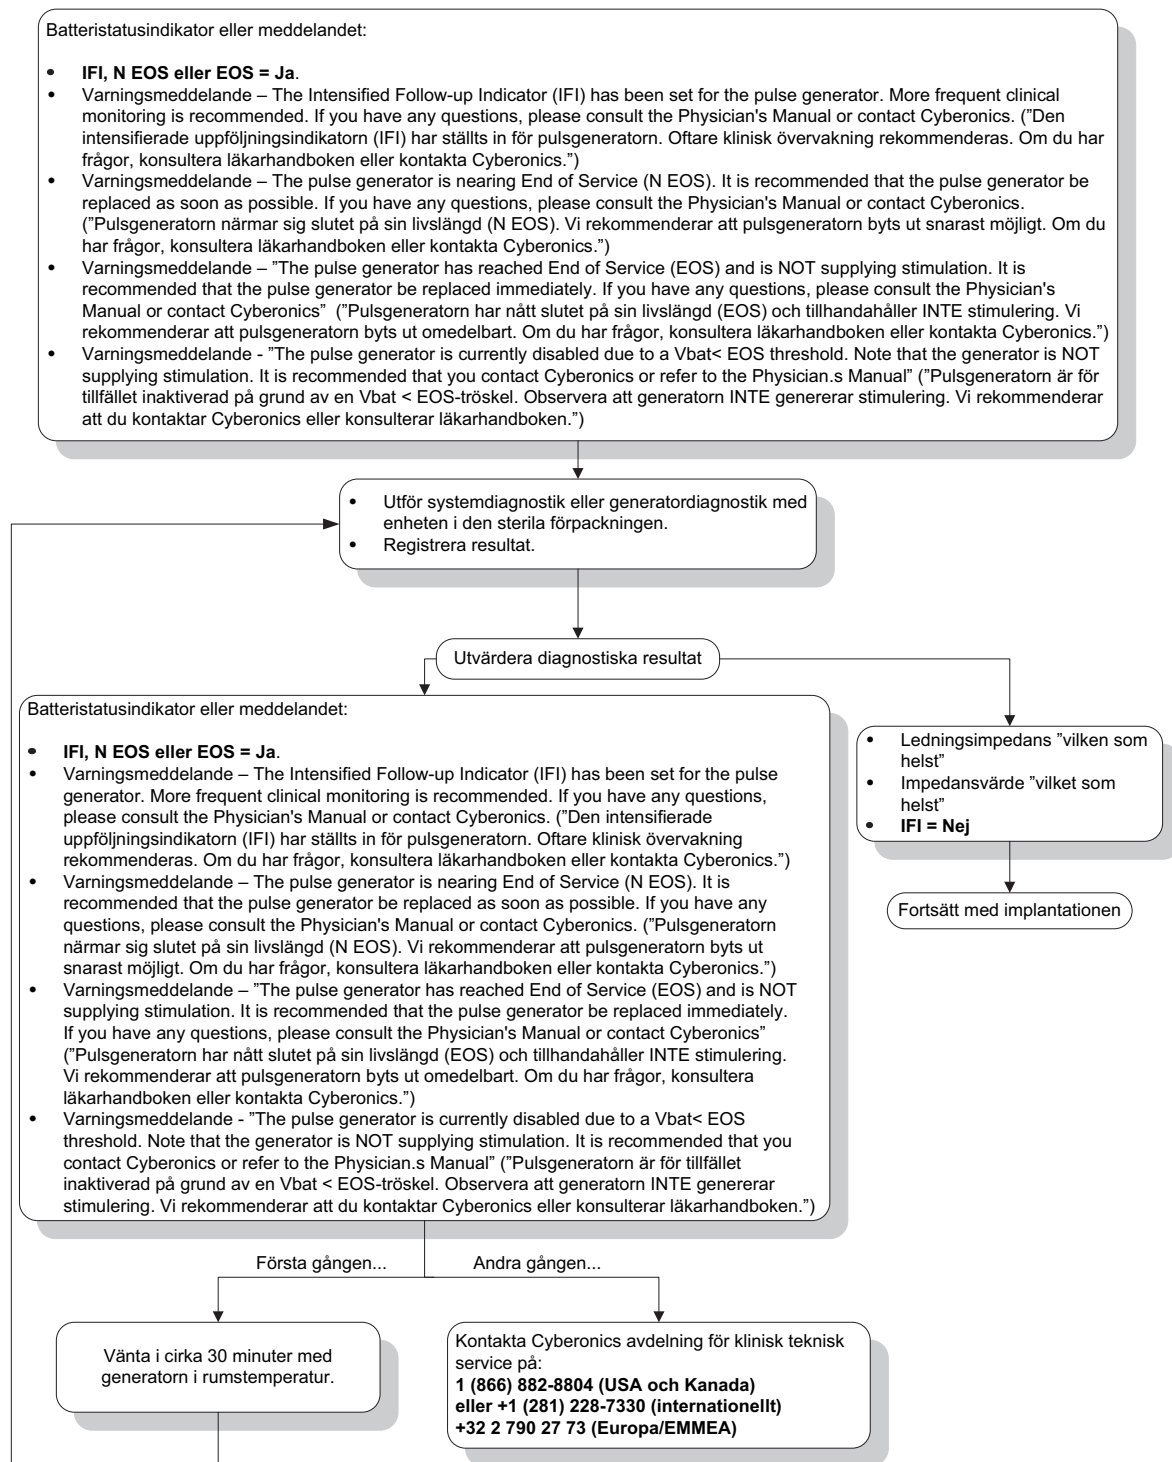 Batteristatusindikator eller meddelandet:
• IFI, N EOS eller EOS = Ja.
• Varningsmeddelande – The Intensified Follow-up Indicator (IFI) has been set for the pulse generator. More frequent clinical
monitoring is recommended. If you have any questions, please consult the Physician's Manual or contact Cyberonics. ("Den
intensifierade uppföljningsindikatorn (IFI) har ställts in för pulsgeneratorn. Oftare klinisk övervakning rekommenderas. Om du har
frågor, konsultera läkarhandboken eller kontakta Cyberonics.")
• Varningsmeddelande – The pulse generator is nearing End of Service (N EOS). It is recommended that the pulse generator be
replaced as soon as possible. If you have any questions, please consult the Physician's Manual or contact Cyberonics.
("Pulsgeneratorn närmar sig slutet på sin livslängd (N EOS). Vi rekommenderar att pulsgeneratorn byts ut snarast möjligt. Om du
har frågor, konsultera läkarhandboken eller kontakta Cyberonics.")
• Varningsmeddelande – "The pulse generator has reached End of Service (EOS) and is NOT supplying stimulation. It is
recommended that the pulse generator be replaced immediately. If you have any questions, please consult the Physician's
Manual or contact Cyberonics" ("Pulsgeneratorn har nått slutet på sin livslängd (EOS) och tillhandahåller INTE stimulering. Vi
rekommenderar att pulsgeneratorn byts ut omedelbart. Om du har frågor, konsultera läkarhandboken eller kontakta Cyberonics.")
• Varningsmeddelande - "The pulse generator is currently disabled due to a Vbat< EOS threshold. Note that the generator is NOT
supplying stimulation. It is recommended that you contact Cyberonics or refer to the Physician.s Manual" ("Pulsgeneratorn är för
tillfället inaktiverad på grund av en Vbat < EOS-tröskel. Observera att generatorn INTE genererar stimulering. Vi rekommenderar
att du kontaktar Cyberonics eller konsulterar läkarhandboken.")
• Utför systemdiagnostik eller generatordiagnostik med
enheten i den sterila förpackningen.
• Registrera resultat.
Utvärdera diagnostiska resultat
Batteristatusindikator eller meddelandet:
• IFI, N EOS eller EOS = Ja.
• Varningsmeddelande – The Intensified Follow-up Indicator (IFI) has been set for the pulse
generator. More frequent clinical monitoring is recommended. If you have any questions,
please consult the Physician's Manual or contact Cyberonics. ("Den intensifierade
uppföljningsindikatorn (IFI) har ställts in för pulsgeneratorn. Oftare klinisk övervakning
rekommenderas. Om du har frågor, konsultera läkarhandboken eller kontakta Cyberonics.")
• Varningsmeddelande – The pulse generator is nearing End of Service (N EOS). It is
recommended that the pulse generator be replaced as soon as possible. If you have any
questions, please consult the Physician's Manual or contact Cyberonics. ("Pulsgeneratorn
närmar sig slutet på sin livslängd (N EOS). Vi rekommenderar att pulsgeneratorn byts ut
snarast möjligt. Om du har frågor, konsultera läkarhandboken eller kontakta Cyberonics.")
• Varningsmeddelande – "The pulse generator has reached End of Service (EOS) and is NOT
supplying stimulation. It is recommended that the pulse generator be replaced immediately.
If you have any questions, please consult the Physician's Manual or contact Cyberonics"
("Pulsgeneratorn har nått slutet på sin livslängd (EOS) och tillhandahåller INTE stimulering.
Vi rekommenderar att pulsgeneratorn byts ut omedelbart. Om du har frågor, konsultera
läkarhandboken eller kontakta Cyberonics.")
• Varningsmeddelande - "The pulse generator is currently disabled due to a Vbat< EOS
threshold. Note that the generator is NOT supplying stimulation. It is recommended that you
contact Cyberonics or refer to the Physician.s Manual" ("Pulsgeneratorn är för tillfället
inaktiverad på grund av en Vbat < EOS-tröskel. Observera att generatorn INTE genererar
stimulering. Vi rekommenderar att du kontaktar Cyberonics eller konsulterar läkarhandboken.")
• Ledningsimpedans "vilken som
helst"
• Impedansvärde "vilket som
helst"
• IFI = Nej
Fortsätt med implantationen
Första gången...
Andra gången...
Vänta i cirka 30 minuter med
generatorn i rumstemperatur.
Kontakta Cyberonics avdelning för klinisk teknisk
service på:
1 (866) 882-8804 (USA och Kanada)
eller +1 (281) 228-7330 (internationellt)
+32 2 790 27 73 (Europa/EMMEA)